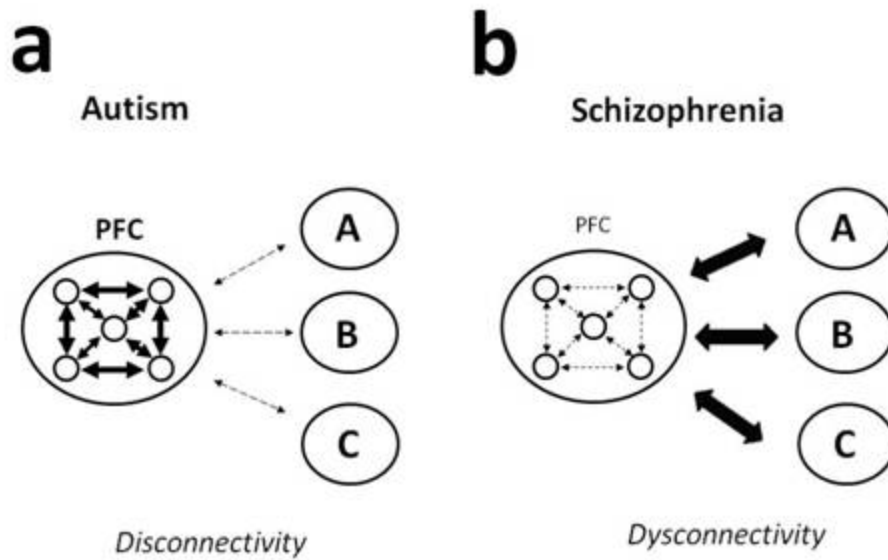 a
Autism
PFC
A
B
C
Disconnectivity
b
Schizophrenia
PFC
A
B
C
Dysconnectivity